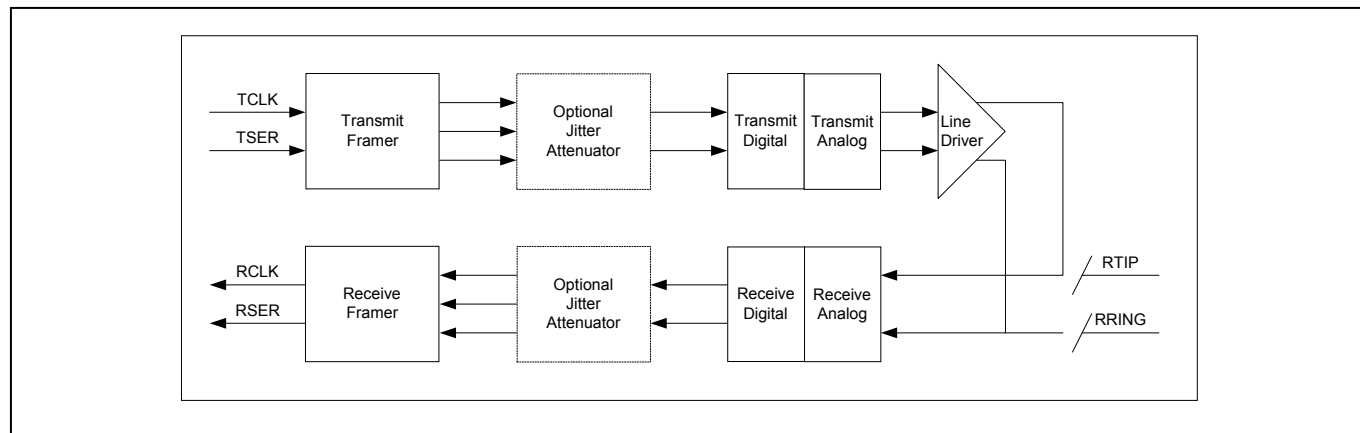 TCLK
TSER
Transmit
Framer
Optional
Jitter
Attenuator
Transmit
Digital
Transmit
Analog
Line
Driver
RCLK
RSER
Receive
Framer
Optional
Jitter
Attenuator
Receive
Digital
Receive
Analog
RTIP
RRING